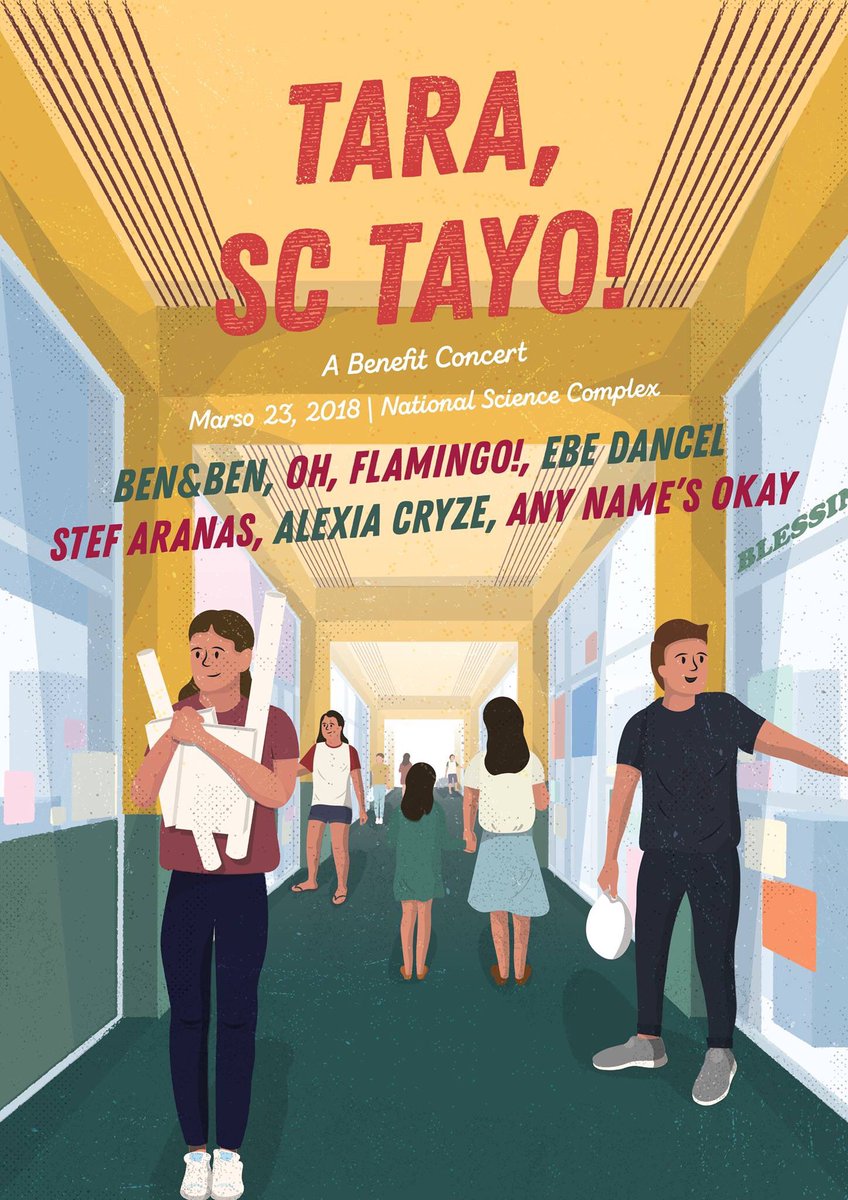 TARA,
SC TAYO!
A Benefit Concert
Marso 23, 2018 | National Science Complex
BEN&BEN, OH, FLAMINGO!, EBE DANCEL
STEF ARANAS, ALEXIA CRYZE, ANY NAME'S OKAY
BLESSIN